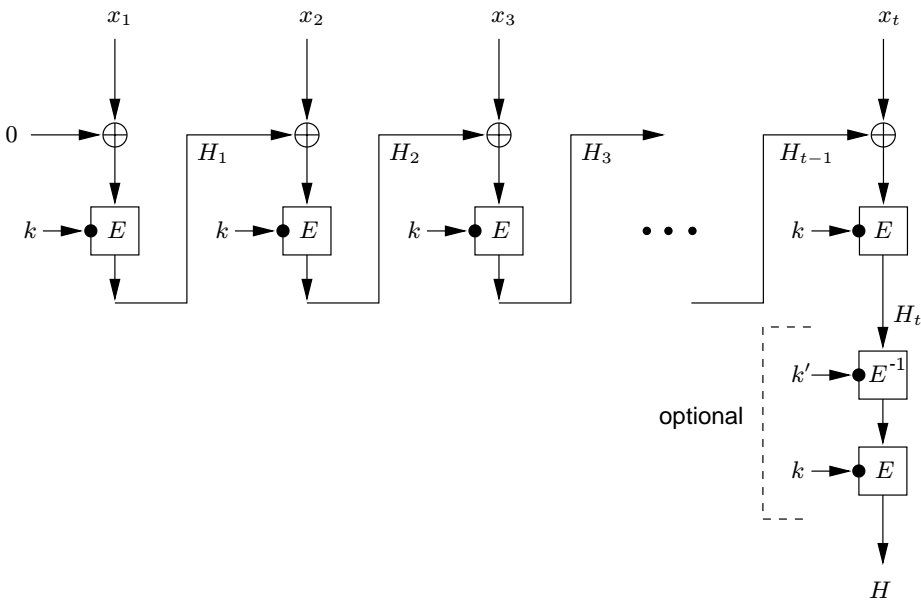 x₁ x₂ x₃ xₜ
0 H₁ H₂ H₃ Hₜ₋₁
k E k E k E • • • k E
Hₜ
k′ E⁻¹
optional
k E
H